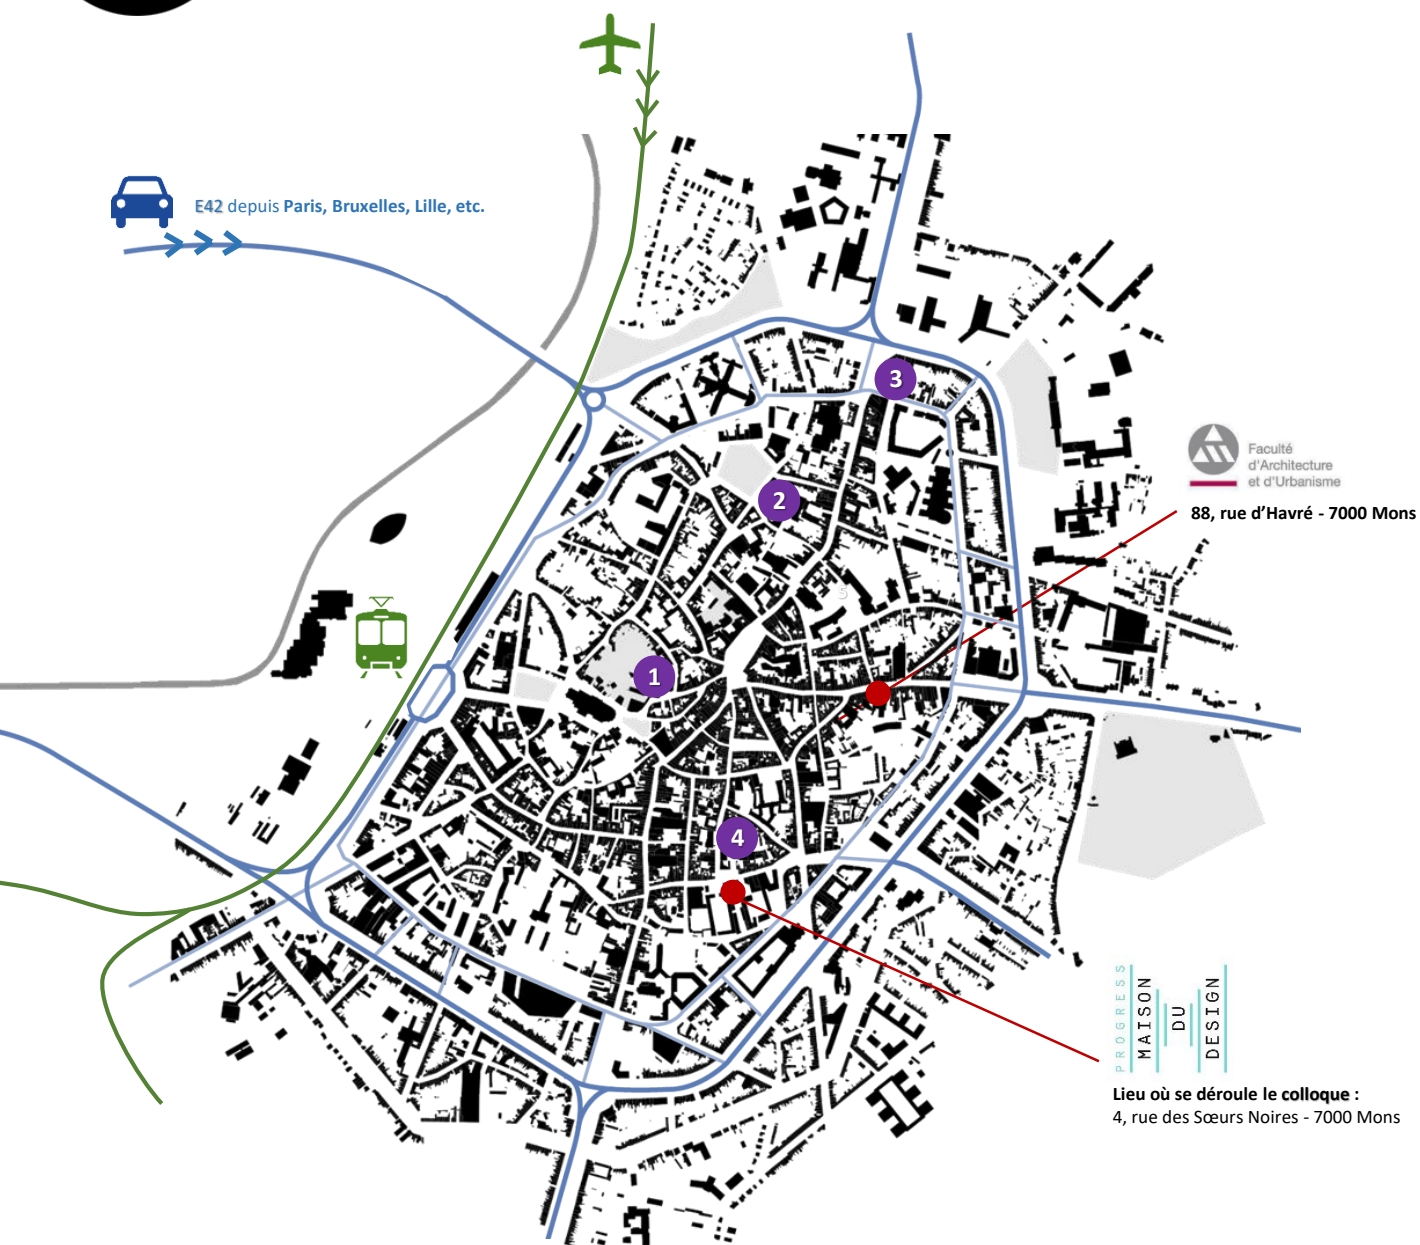 E42 depuis Paris, Bruxelles, Lille, etc.
3
Faculté
d'Architecture
et d'Urbanisme
88, rue d'Havré - 7000 Mons
2
5
1
4
PROGRESS
MAISON
DU
DESIGN
Lieu où se déroule le colloque :
4, rue des Sœurs Noires - 7000 Mons